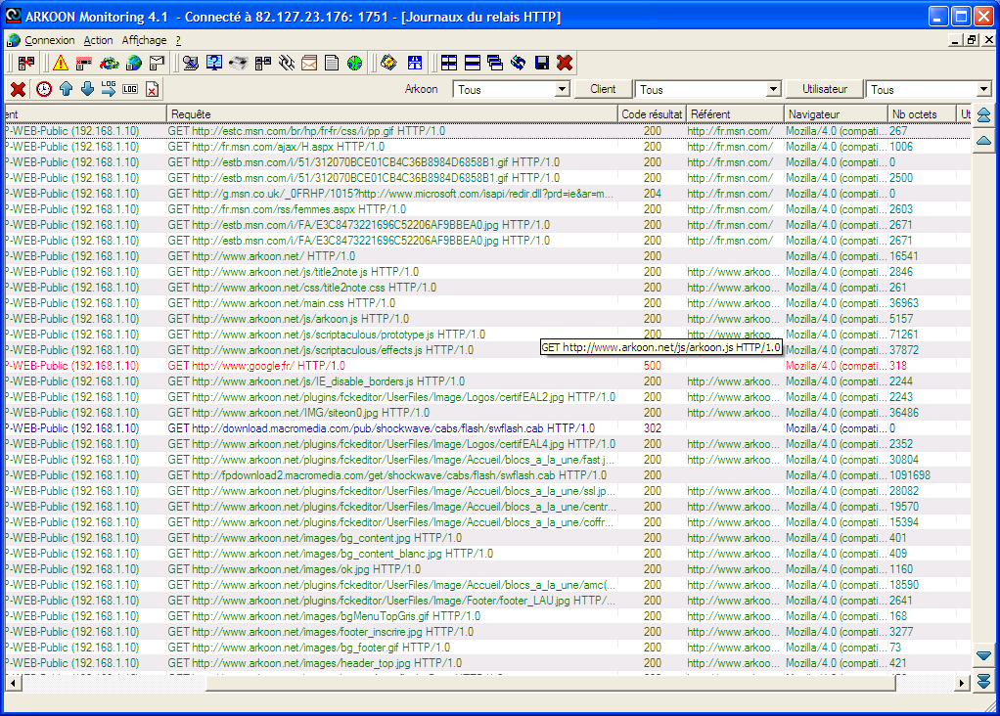 ARKOON Monitoring 4.1 - Connecté à 82.127.23.176: 1751 - [Journaux du relais HTTP]
Connexion Action Affichage ?
LOG LOG Arkoon Tous Client Tous Utilisateur Tous
ent Requête Code résultat Référent Navigateur Nb octets Ut
P-WEB-Public (192.168.1.10) GET http://estc.msn.com/br/hp/fr-fr/css/i/pp.gif HTTP/1.0 200 http://fr.msn.com/ Mozilla/4.0 (compati... 267
P-WEB-Public (192.168.1.10) GET http://fr.msn.com/ajax/H.aspx HTTP/1.0 200 http://fr.msn.com/ Mozilla/4.0 (compati... 1006
P-WEB-Public (192.168.1.10) GET http://estb.msn.com/i/51/312070BCE01CB4C36B8984D6858B1.gif HTTP/1.0 200 http://fr.msn.com/ Mozilla/4.0 (compati... 0
P-WEB-Public (192.168.1.10) GET http://estb.msn.com/i/51/312070BCE01CB4C36B8984D6858B1.gif HTTP/1.0 200 http://fr.msn.com/ Mozilla/4.0 (compati... 2500
P-WEB-Public (192.168.1.10) GET http://g.msn.co.uk/_0FRHP/1015?http://www.microsoft.com/isapi/redir.dll?prd=ie&ar=m... 204 http://fr.msn.com/ Mozilla/4.0 (compati... 0
P-WEB-Public (192.168.1.10) GET http://fr.msn.com/rss/femmes.aspx HTTP/1.0 200 http://fr.msn.com/ Mozilla/4.0 (compati... 2603
P-WEB-Public (192.168.1.10) GET http://estb.msn.com/i/FA/E3C8473221696C52206AF9BBEA0.jpg HTTP/1.0 200 http://fr.msn.com/ Mozilla/4.0 (compati... 2671
P-WEB-Public (192.168.1.10) GET http://estb.msn.com/i/FA/E3C8473221696C52206AF9BBEA0.jpg HTTP/1.0 200 http://fr.msn.com/ Mozilla/4.0 (compati... 2671
P-WEB-Public (192.168.1.10) GET http://www.arkoon.net/ HTTP/1.0 200 Mozilla/4.0 (compati... 16541
P-WEB-Public (192.168.1.10) GET http://www.arkoon.net/js/title2note.js HTTP/1.0 200 http://www.arkoo... Mozilla/4.0 (compati... 2846
P-WEB-Public (192.168.1.10) GET http://www.arkoon.net/css/title2note.css HTTP/1.0 200 http://www.arkoo... Mozilla/4.0 (compati... 261
P-WEB-Public (192.168.1.10) GET http://www.arkoon.net/main.css HTTP/1.0 200 http://www.arkoo... Mozilla/4.0 (compati... 36963
P-WEB-Public (192.168.1.10) GET http://www.arkoon.net/js/arkoon.js HTTP/1.0 200 http://www.arkoo... Mozilla/4.0 (compati... 5157
P-WEB-Public (192.168.1.10) GET http://www.arkoon.net/js/scriptaculous/prototype.js HTTP/1.0 200 http://www.arkoo... Mozilla/4.0 (compati... 71261
GET http://www.arkoon.net/js/arkoon.js HTTP/1.0
P-WEB-Public (192.168.1.10) GET http://www.arkoon.net/js/scriptaculous/effects.js HTTP/1.0 Mozilla/4.0 (compati... 37872
P-WEB-Public (192.168.1.10) GET http://www;google;fr/ HTTP/1.0 500 Mozilla/4.0 (compati... 318
P-WEB-Public (192.168.1.10) GET http://www.arkoon.net/js/IE_disable_borders.js HTTP/1.0 200 http://www.arkoo... Mozilla/4.0 (compati... 2244
P-WEB-Public (192.168.1.10) GET http://www.arkoon.net/plugins/fckeditor/UserFiles/Image/Logos/certifEAL2.jpg HTTP/1.0 200 http://www.arkoo... Mozilla/4.0 (compati... 2243
P-WEB-Public (192.168.1.10) GET http://www.arkoon.net/IMG/siteon0.jpg HTTP/1.0 200 http://www.arkoo... Mozilla/4.0 (compati... 36486
P-WEB-Public (192.168.1.10) GET http://download.macromedia.com/pub/shockwave/cabs/flash/swflash.cab HTTP/1.0 302 Mozilla/4.0 (compati... 0
P-WEB-Public (192.168.1.10) GET http://www.arkoon.net/plugins/fckeditor/UserFiles/Image/Logos/certifEAL4.jpg HTTP/1.0 200 http://www.arkoo... Mozilla/4.0 (compati... 2352
P-WEB-Public (192.168.1.10) GET http://www.arkoon.net/plugins/fckeditor/UserFiles/Image/Accueil/blocs_a_la_une/fast.j... 200 http://www.arkoo... Mozilla/4.0 (compati... 30804
P-WEB-Public (192.168.1.10) GET http://fpdownload2.macromedia.com/get/shockwave/cabs/flash/swflash.cab HTTP/1.0 200 Mozilla/4.0 (compati... 1091698
P-WEB-Public (192.168.1.10) GET http://www.arkoon.net/plugins/fckeditor/UserFiles/Image/Accueil/blocs_a_la_une/ssl.jp... 200 http://www.arkoo... Mozilla/4.0 (compati... 28082
P-WEB-Public (192.168.1.10) GET http://www.arkoon.net/plugins/fckeditor/UserFiles/Image/Accueil/blocs_a_la_une/centr... 200 http://www.arkoo... Mozilla/4.0 (compati... 19570
P-WEB-Public (192.168.1.10) GET http://www.arkoon.net/plugins/fckeditor/UserFiles/Image/Accueil/blocs_a_la_une/coffr... 200 http://www.arkoo... Mozilla/4.0 (compati... 15394
P-WEB-Public (192.168.1.10) GET http://www.arkoon.net/images/bg_content.jpg HTTP/1.0 200 http://www.arkoo... Mozilla/4.0 (compati... 401
P-WEB-Public (192.168.1.10) GET http://www.arkoon.net/images/bg_content_blanc.jpg HTTP/1.0 200 http://www.arkoo... Mozilla/4.0 (compati... 409
P-WEB-Public (192.168.1.10) GET http://www.arkoon.net/images/ok.jpg HTTP/1.0 200 http://www.arkoo... Mozilla/4.0 (compati... 1160
P-WEB-Public (192.168.1.10) GET http://www.arkoon.net/plugins/fckeditor/UserFiles/Image/Accueil/blocs_a_la_une/amc(... 200 http://www.arkoo... Mozilla/4.0 (compati... 18590
P-WEB-Public (192.168.1.10) GET http://www.arkoon.net/plugins/fckeditor/UserFiles/Image/Footer/footer_LAU.jpg HTTP/... 200 http://www.arkoo... Mozilla/4.0 (compati... 2641
P-WEB-Public (192.168.1.10) GET http://www.arkoon.net/images/bgMenuTopGris.gif HTTP/1.0 200 http://www.arkoo... Mozilla/4.0 (compati... 168
P-WEB-Public (192.168.1.10) GET http://www.arkoon.net/images/footer_inscrire.jpg HTTP/1.0 200 http://www.arkoo... Mozilla/4.0 (compati... 3277
P-WEB-Public (192.168.1.10) GET http://www.arkoon.net/images/bg_footer.gif HTTP/1.0 200 http://www.arkoo... Mozilla/4.0 (compati... 73
P-WEB-Public (192.168.1.10) GET http://www.arkoon.net/images/header_top.jpg HTTP/1.0 200 http://www.arkoo... Mozilla/4.0 (compati... 421